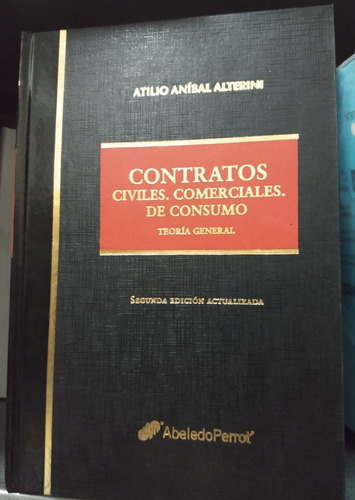 ATILIO ANÍBAL ALTERINI
CONTRATOS
CIVILES. COMERCIALES.
DE CONSUMO
TEORÍA GENERAL
SEGUNDA EDICIÓN ACTUALIZADA
AbeledoPerrot®